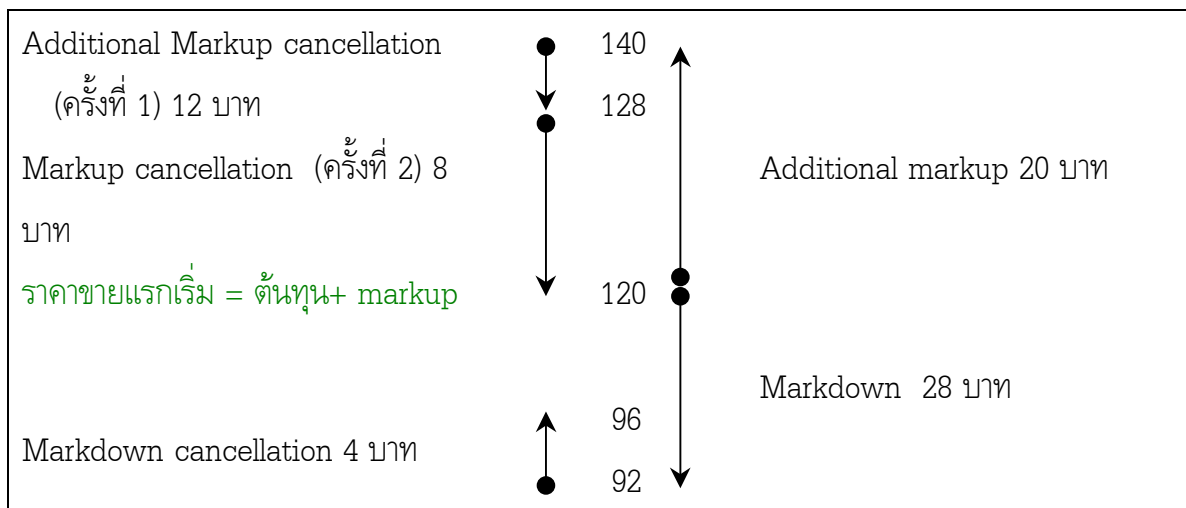 Additional Markup cancellation
140
(ครั้งที่ 1) 12 บาท
128
Markup cancellation (ครั้งที่ 2) 8
Additional markup 20 บาท
บาท
ราคาขายแรกเริ่ม = ต้นทุน+ markup
120
Markdown 28 บาท
96
Markdown cancellation 4 บาท
92